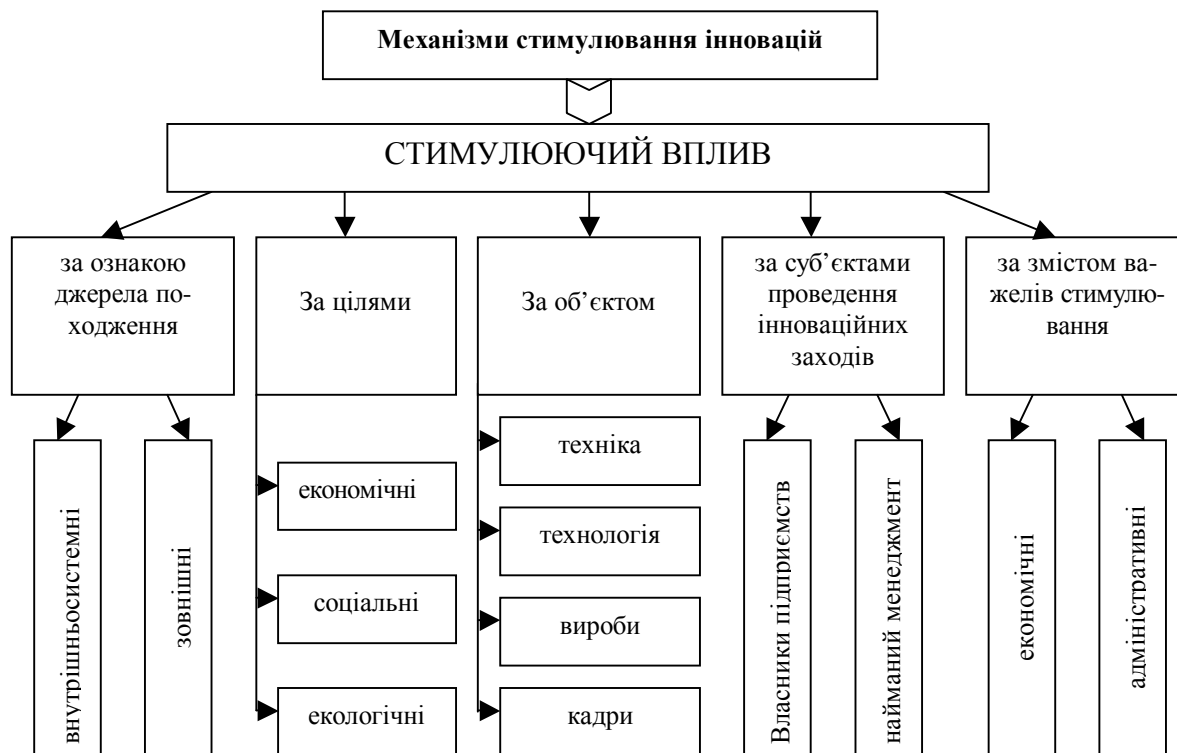 Механізми стимулювання інновацій
СТИМУЛЮЮЧИЙ ВПЛИВ
за ознакою
джерела по-
ходження
За цілями
За об’єктом
за суб’єктами
проведення
інноваційних
заходів
за змістом ва-
желів стимулю-
вання
внутрішньосистемні
зовнішні
економічні
соціальні
екологічні
техніка
технологія
вироби
кадри
Власники підприємств
найманий менеджмент
економічні
адміністративні